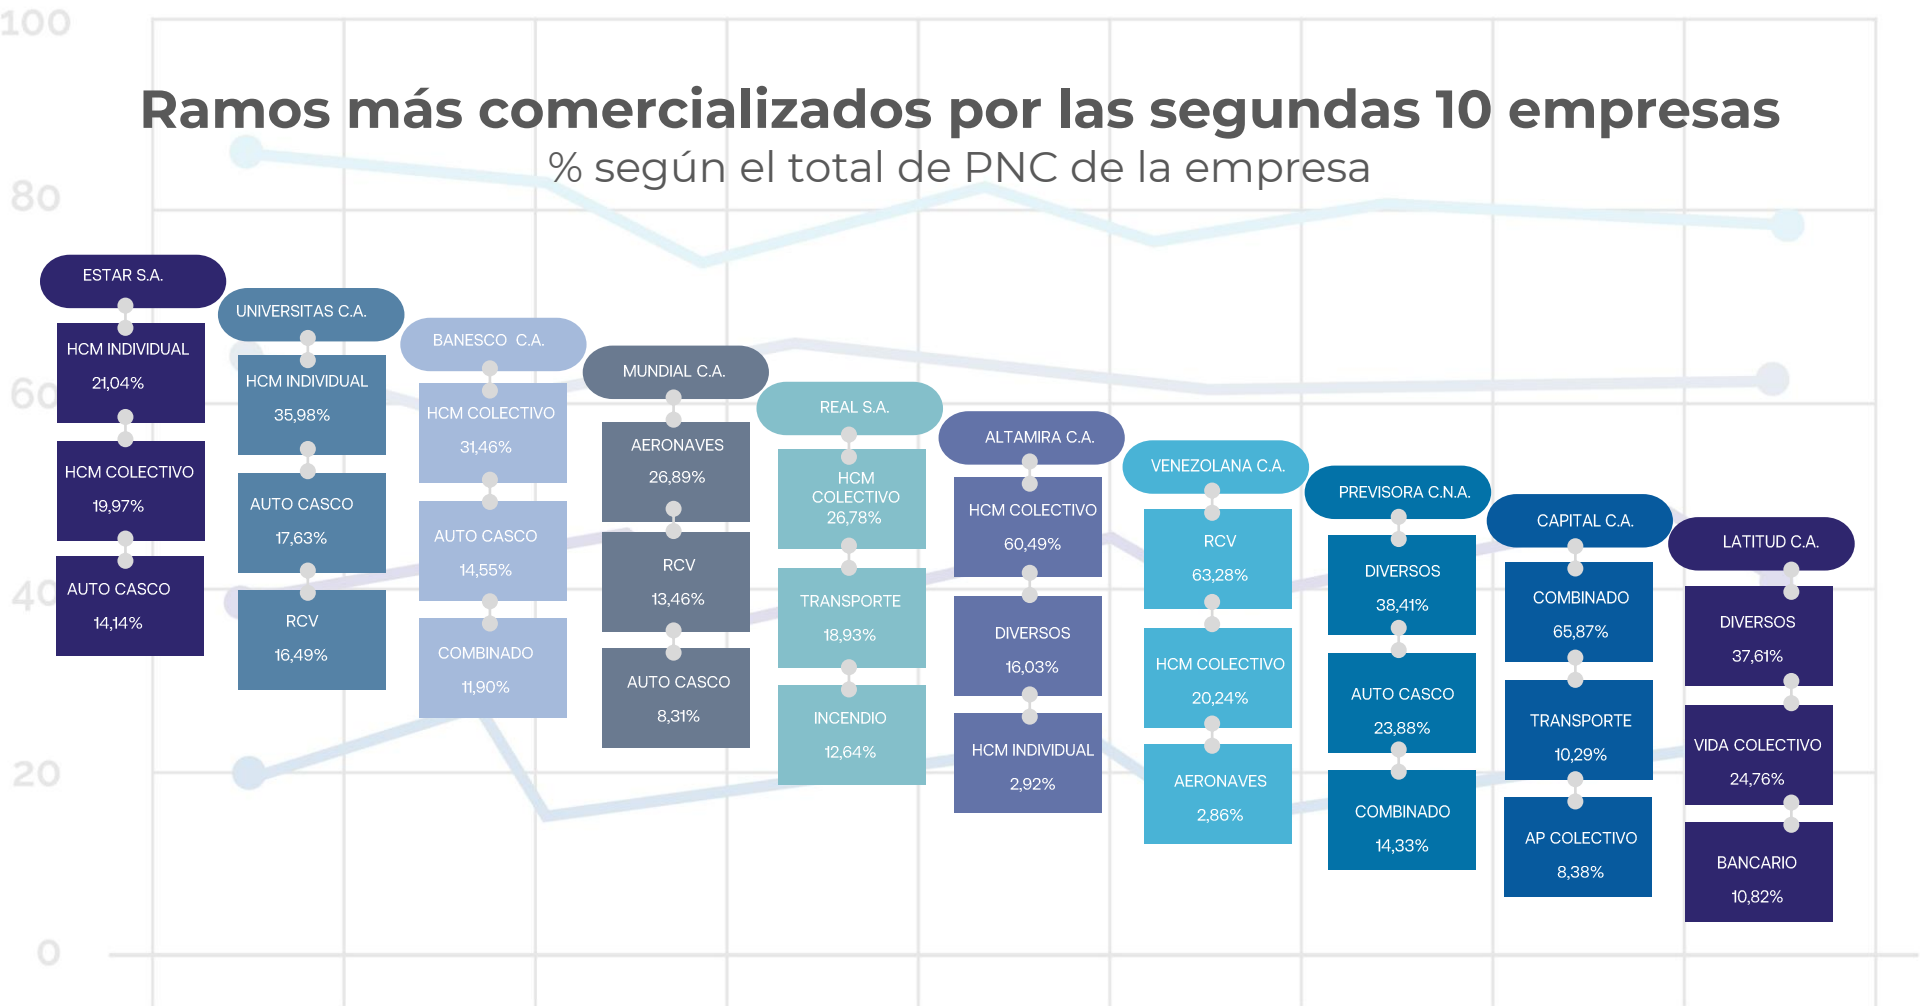 100
80
60
40
20
0
Ramos más comercializados por las segundas 10 empresas
% según el total de PNC de la empresa
ESTAR S.A.
HCM INDIVIDUAL
21,04%
HCM COLECTIVO
19,97%
AUTO CASCO
14,14%
UNIVERSITAS C.A.
HCM INDIVIDUAL
35,98%
AUTO CASCO
17,63%
RCV
16,49%
BANESCO C.A.
HCM COLECTIVO
31,46%
AUTO CASCO
14,55%
COMBINADO
11,90%
MUNDIAL C.A.
AERONAVES
26,89%
RCV
13,46%
AUTO CASCO
8,31%
REAL S.A.
HCM
COLECTIVO
26,78%
TRANSPORTE
18,93%
INCENDIO
12,64%
ALTAMIRA C.A.
HCM COLECTIVO
60,49%
DIVERSOS
16,03%
HCM INDIVIDUAL
2,92%
VENEZOLANA C.A.
RCV
63,28%
HCM COLECTIVO
20,24%
AERONAVES
2,86%
PREVISORA C.N.A.
DIVERSOS
38,41%
AUTO CASCO
23,88%
COMBINADO
14,33%
CAPITAL C.A.
COMBINADO
65,87%
TRANSPORTE
10,29%
AP COLECTIVO
8,38%
LATITUD C.A.
DIVERSOS
37,61%
VIDA COLECTIVO
24,76%
BANCARIO
10,82%